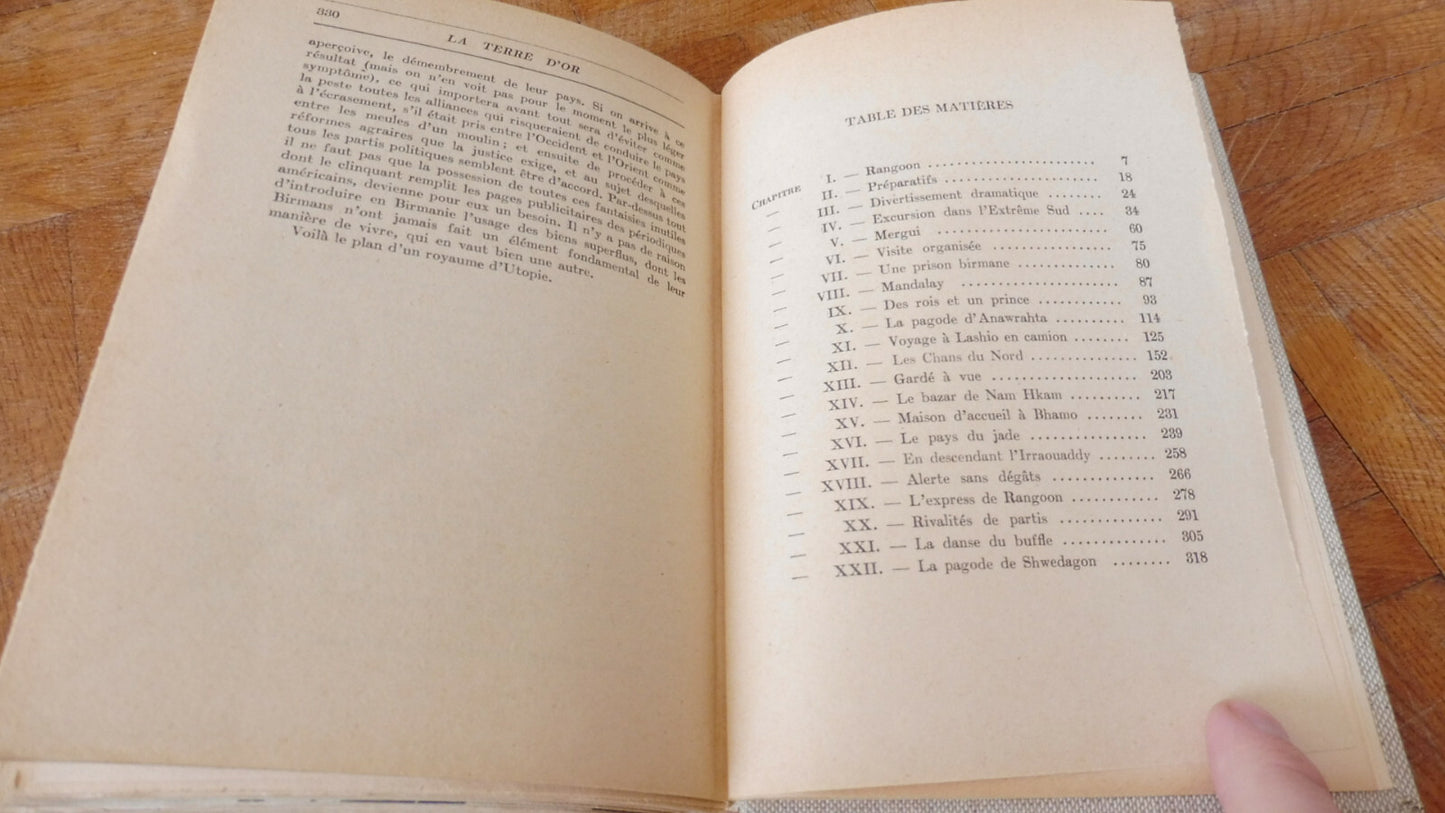 330
LA TERRE D'OR
aperçoive, le démembrement de leur pays. Si on arrive à ce
résultat (mais on n'en voit pas pour le moment le plus léger
symptôme), ce qui importera avant tout sera d'éviter comme
la peste toutes les alliances qui risqueraient de conduire le pays
à l'écrasement, s'il était pris entre l'Occident et l'Orient comme
entre les meules d'un moulin; et ensuite de procéder à ces
réformes agraires que la justice exige, et au sujet desquelles
tous les partis politiques semblent être d'accord. Par-dessus tout
il ne faut pas que la possession de toutes ces fantaisies inutiles
dont le clinquant remplit les pages publicitaires des périodiques
américains, devienne pour eux un besoin. Il n'y a pas de raison
d'introduire en Birmanie l'usage des biens superflus, dont les
Birmans n'ont jamais fait un élément fondamental de leur
manière de vivre, qui en vaut bien une autre.
Voilà le plan d'un royaume d'Utopie.
TABLE DES MATIÈRES
CHAPITRE I. — Rangoon .......................... 7
— II. — Préparatifs ........................ 18
— III. — Divertissement dramatique .......... 24
— IV. — Excursion dans l'Extrême Sud .... 34
— V. — Mergui .......................... 60
— VI. — Visite organisée .................. 75
— VII. — Une prison birmane ................ 80
— VIII. — Mandalay ........................ 87
— IX. — Des rois et un prince ............ 93
— X. — La pagode d'Anawrahta .......... 114
— XI. — Voyage à Lashio en camion ........ 125
— XII. — Les Chans du Nord ................ 152
— XIII. — Gardé à vue ...................... 203
— XIV. — Le bazar de Nam Hkam .......... 217
— XV. — Maison d'accueil à Bhamo ........ 231
— XVI. — Le pays du jade .................. 239
— XVII. — En descendant l'Irraouaddy ........ 258
— XVIII. — Alerte sans dégâts .............. 266
— XIX. — L'express de Rangoon ............ 278
— XX. — Rivalités de partis .............. 291
— XXI. — La danse du buffle ................ 305
— XXII. — La pagode de Shwedagon ........ 318